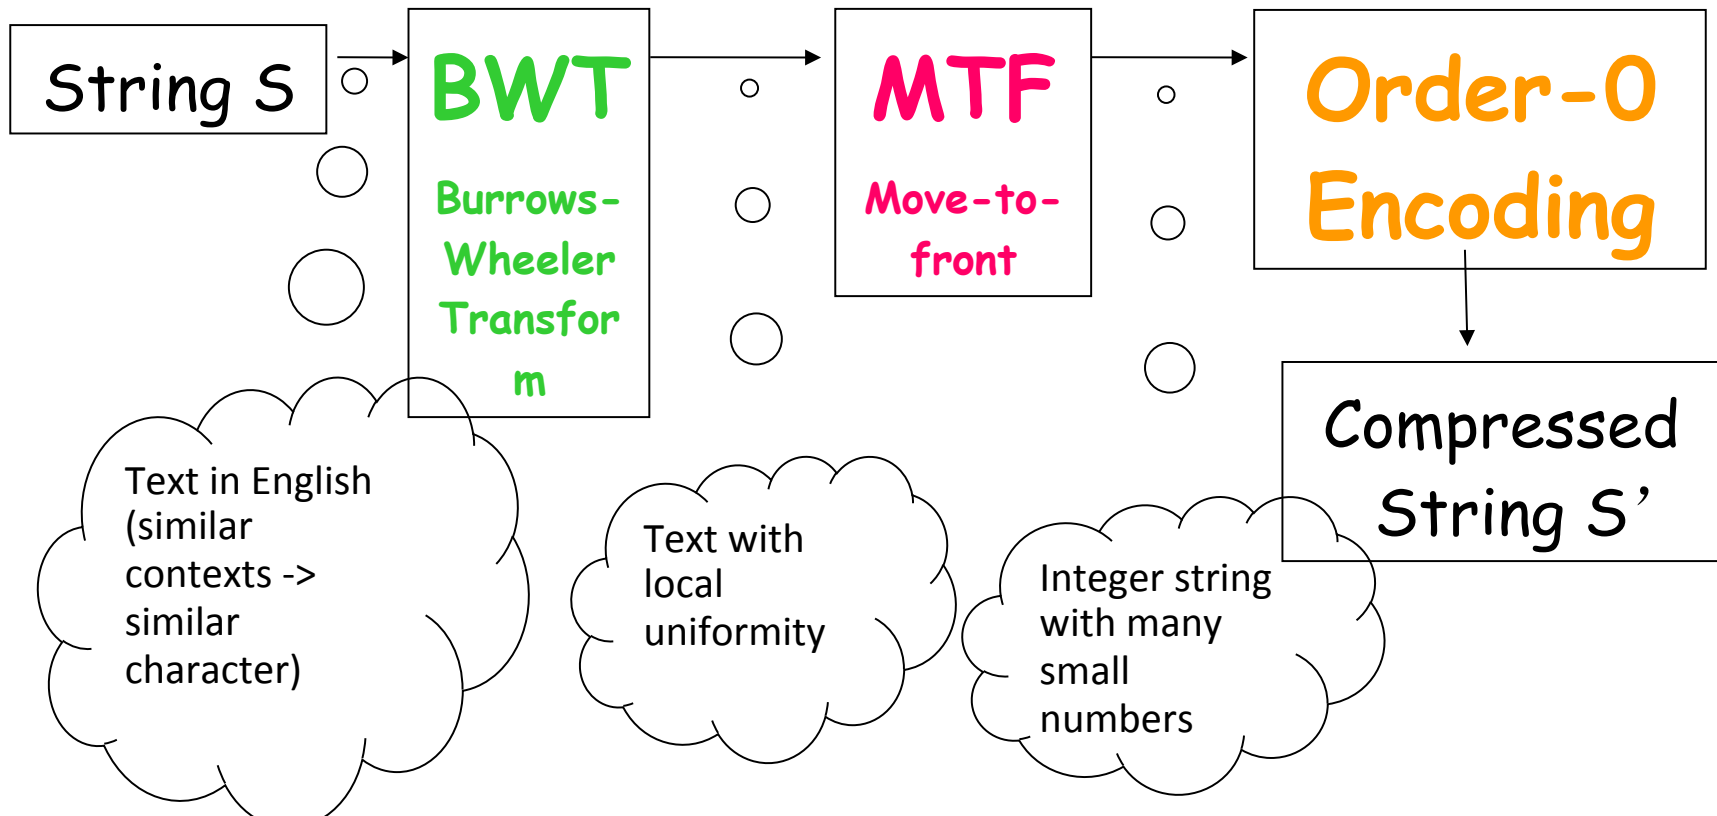 String S
BWT
Burrows-
Wheeler
Transfor
m
MTF
Move-to-
front
Order-0
Encoding
Compressed
String S’
Text in English
(similar
contexts ->
similar
character)
Text with
local
uniformity
Integer string
with many
small
numbers